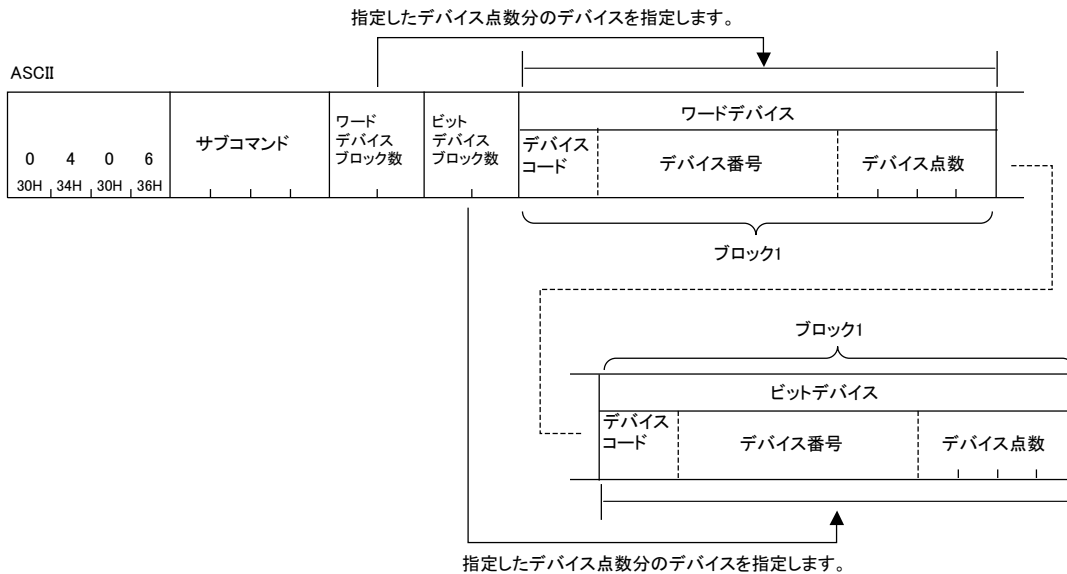 指定したデバイス点数分のデバイスを指定します。
ASCII
0 4 0 6
30H 34H 30H 36H
サブコマンド
ワード
デバイス
ブロック数
ビット
デバイス
ブロック数
ワードデバイス
デバイス
コード
デバイス番号
デバイス点数
ブロック1
ブロック1
ビットデバイス
デバイス
コード
デバイス番号
デバイス点数
指定したデバイス点数分のデバイスを指定します。